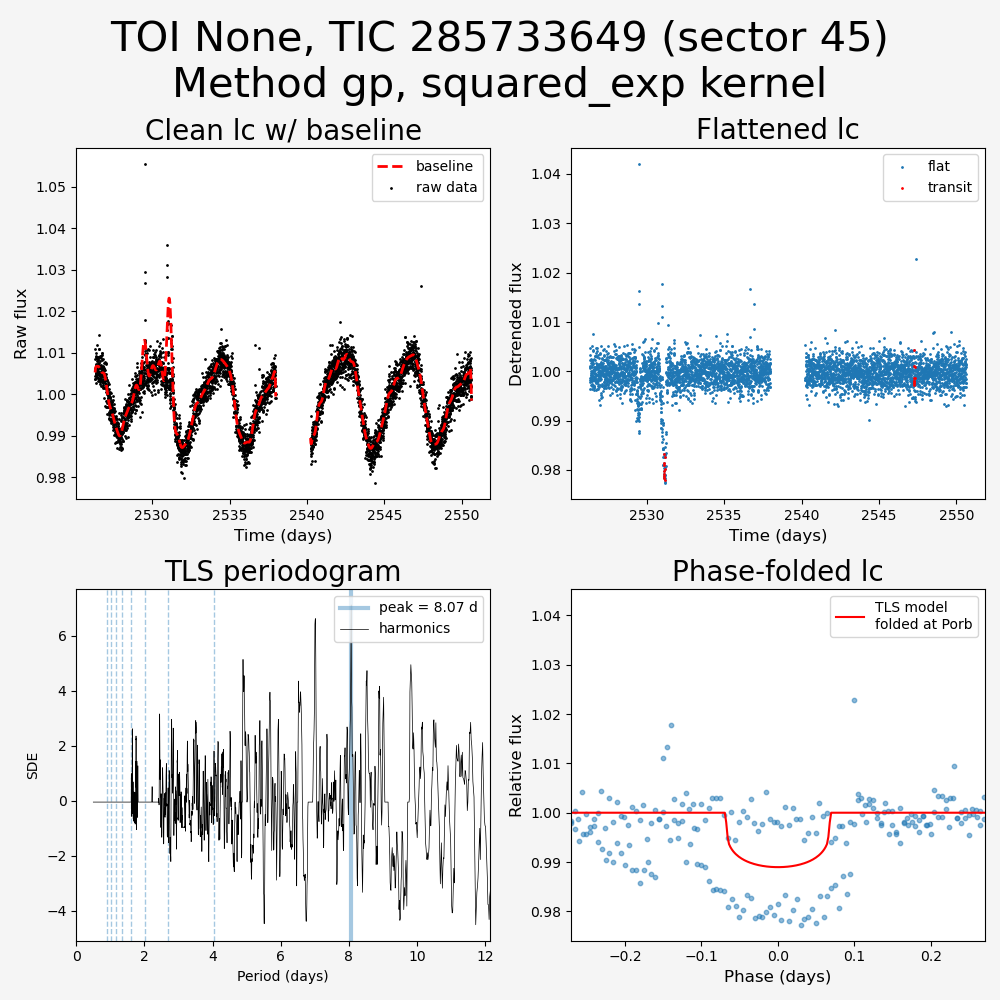 TOI None, TIC 285733649 (sector 45)
Method gp, squared_exp kernel
Clean lc w/ baseline
baseline
raw data
Raw flux
1.05
1.04
1.03
1.02
1.01
1.00
0.99
0.98
2530
2535
2540
2545
2550
Time (days)
Flattened lc
flat
transit
Detrended flux
1.04
1.03
1.02
1.01
1.00
0.99
0.98
2530
2535
2540
2545
2550
Time (days)
TLS periodogram
peak = 8.07 d
harmonics
SDE
6
4
2
0
−2
−4
0
2
4
6
8
10
12
Period (days)
Phase-folded lc
TLS model
folded at Porb
Relative flux
1.04
1.03
1.02
1.01
1.00
0.99
0.98
−0.2
−0.1
0.0
0.1
0.2
Phase (days)